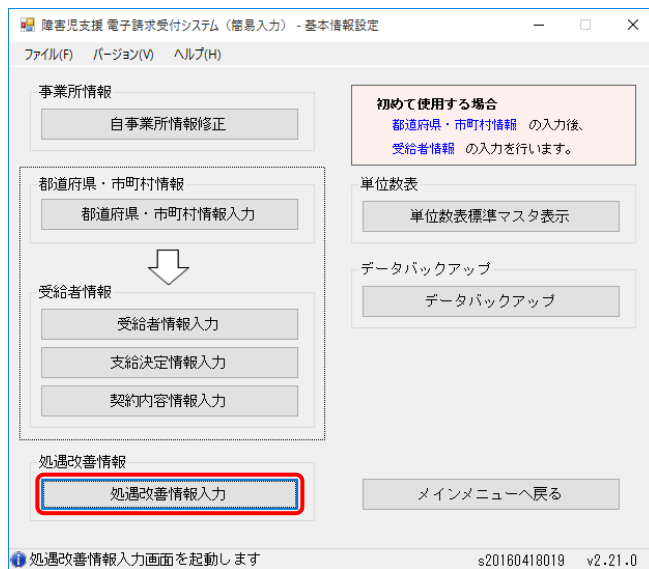 障害児支援 電子請求受付システム（簡易入力） - 基本情報設定
ファイル(F) バージョン(V) ヘルプ(H)
事業所情報
自事業所情報修正
初めて使用する場合
都道府県・市町村情報 の入力後、
受給者情報 の入力を行います。
都道府県・市町村情報
都道府県・市町村情報入力
単位数表
単位数表標準マスタ表示
データバックアップ
データバックアップ
受給者情報
受給者情報入力
支給決定情報入力
契約内容情報入力
処遇改善情報
処遇改善情報入力
メインメニューへ戻る
処遇改善情報入力画面を起動します s20160418019 v2.21.0